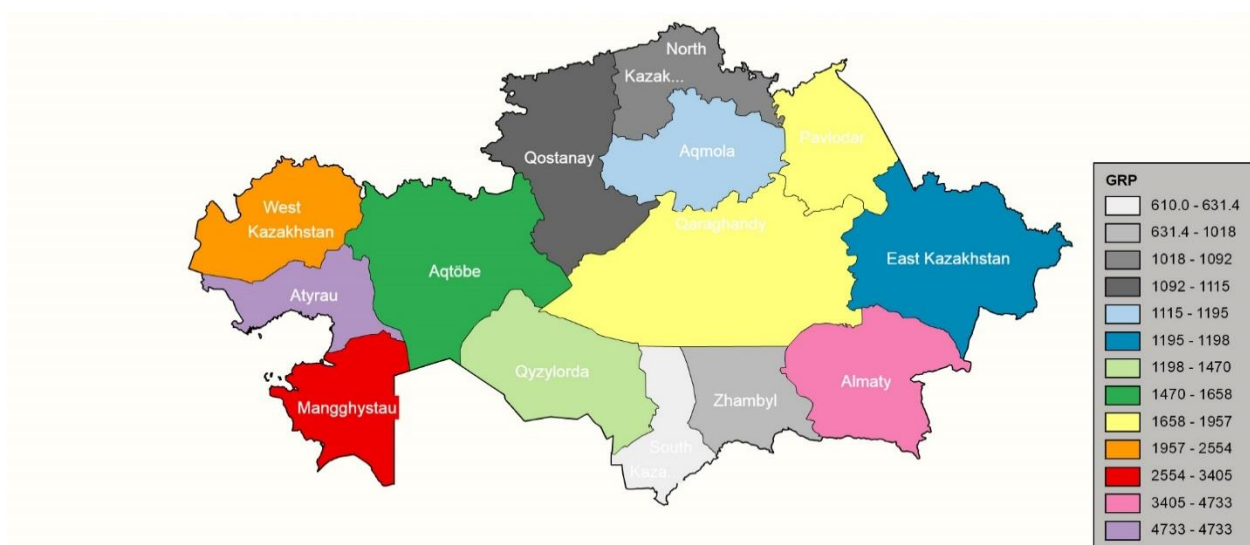 North
Kazak...
Qostanay
Aqmola
Pavlodar
West
Kazakhstan
Aqtöbe
Qaraghandy
East Kazakhstan
Atyrau
Mangghystau
Qyzylorda
Zhambyl
Almaty
South
Kaza...
GRP
610.0 - 631.4
631.4 - 1018
1018 - 1092
1092 - 1115
1115 - 1195
1195 - 1198
1198 - 1470
1470 - 1658
1658 - 1957
1957 - 2554
2554 - 3405
3405 - 4733
4733 - 4733